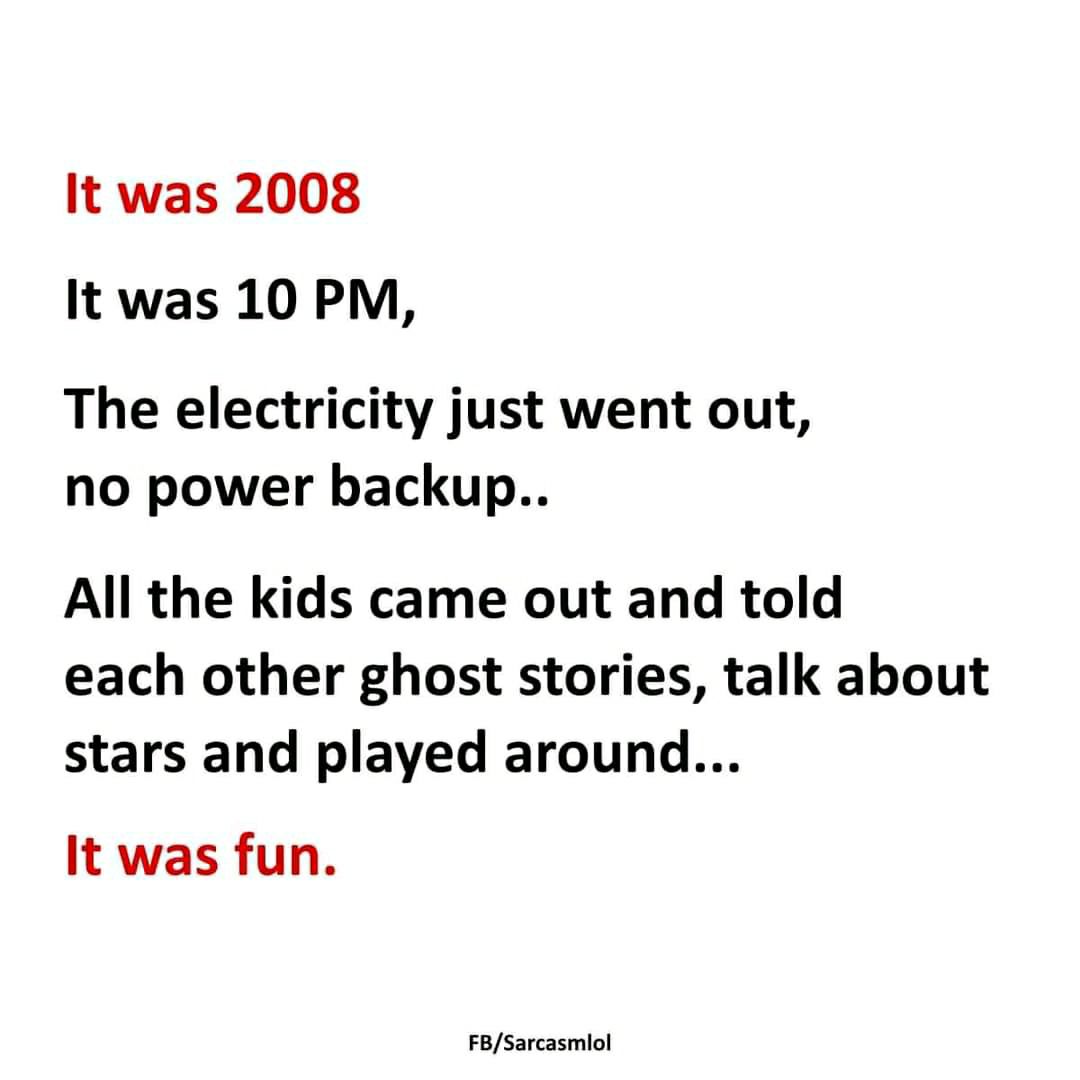 It was 2008
It was 10 PM,
The electricity just went out,
no power backup..
All the kids came out and told
each other ghost stories, talk about
stars and played around...
It was fun.
FB/Sarcasmlol